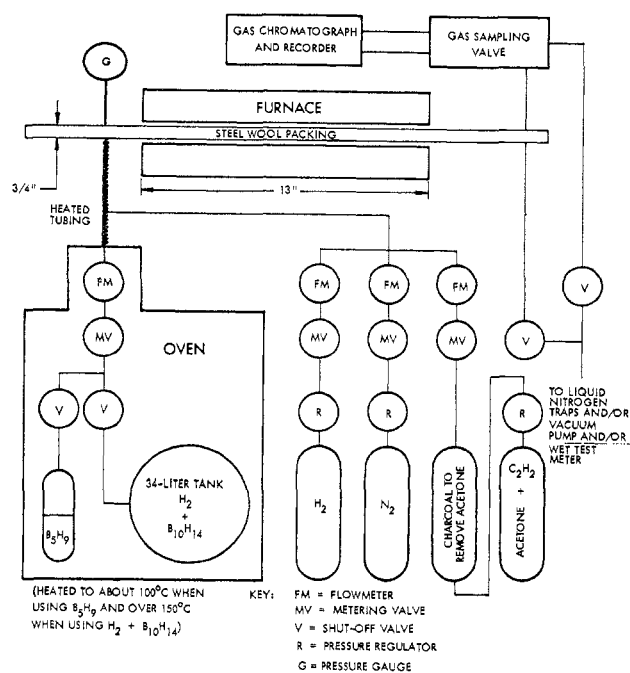 GAS CHROMATOGRAPH
AND RECORDER
GAS SAMPLING
VALVE
G
FURNACE
STEEL WOOL PACKING
3/4"
13"
HEATED
TUBING
FM
FM
FM
FM
V
MV
OVEN
MV
MV
MV
V
V
V
R
R
R
TO LIQUID
NITROGEN
TRAPS AND/OR
VACUUM
PUMP AND/OR
WET TEST
METER
B₅H₉
34-LITER TANK
H₂
+
B₁₀H₁₄
H₂
N₂
CHARCOAL TO
REMOVE ACETONE
C₂H₂
+
ACETONE
(HEATED TO ABOUT 100°C WHEN
USING B₅H₉ AND OVER 150°C
WHEN USING H₂ + B₁₀H₁₄)
KEY: FM = FLOWMETER
MV = METERING VALVE
V = SHUT-OFF VALVE
R = PRESSURE REGULATOR
G = PRESSURE GAUGE